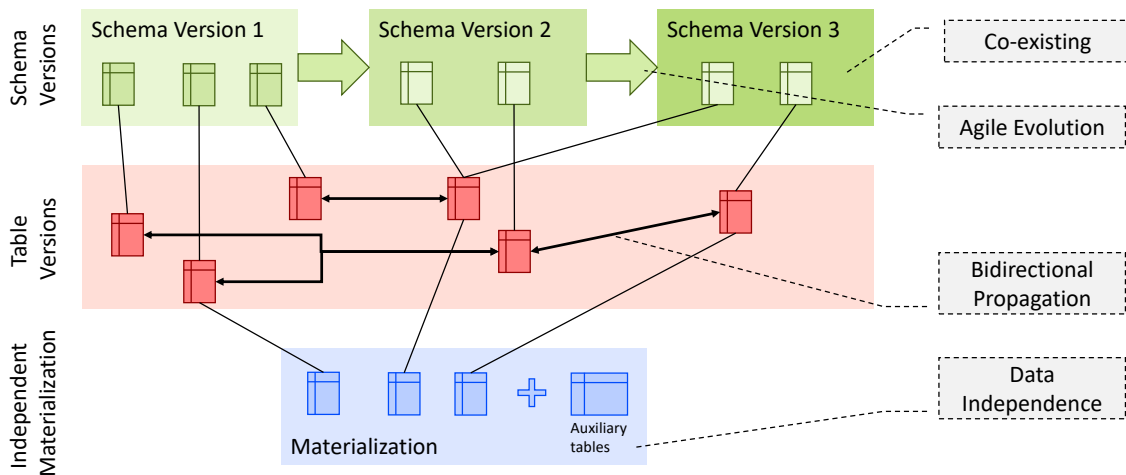 Schema
Versions
Schema Version 1
Schema Version 2
Schema Version 3
Co-existing
Agile Evolution
Table
Versions
Bidirectional
Propagation
Independent
Materialization
Materialization
Auxiliary
tables
Data
Independence